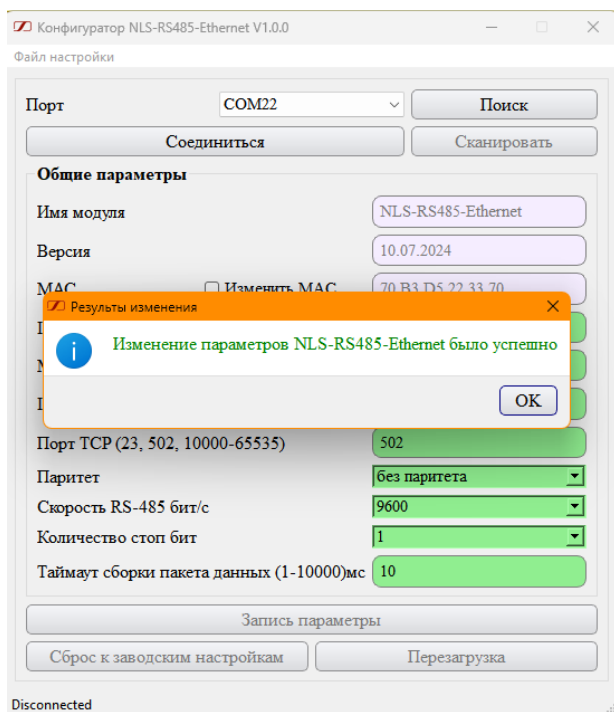 Конфигуратор NLS-RS485-Ethernet V1.0.0
Файл настройки
Порт COM22 Поиск
Соединиться Сканировать
Общие параметры
Имя модуля NLS-RS485-Ethernet
Версия 10.07.2024
MAC Изменить MAC 70 B3 D5 22 33 70
Результаты изменения
Изменение параметров NLS-RS485-Ethernet было успешно
OK
Порт TCP (23, 502, 10000-65535) 502
Паритет без паритета
Скорость RS-485 бит/с 9600
Количество стоп бит 1
Таймаут сборки пакета данных (1-10000)мс 10
Запись параметры
Сброс к заводским настройкам Перезагрузка
Disconnected